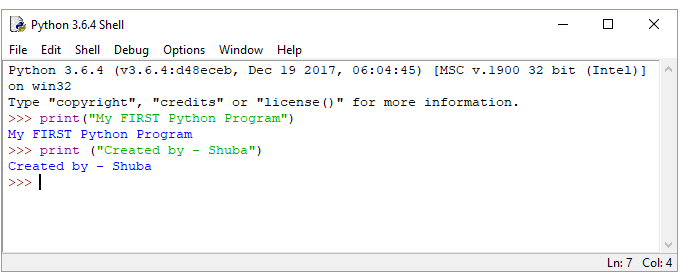 Python 3.6.4 Shell
File Edit Shell Debug Options Window Help
Python 3.6.4 (v3.6.4:d48eceb, Dec 19 2017, 06:04:45) [MSC v.1900 32 bit (Intel)]
on win32
Type "copyright", "credits" or "license()" for more information.
>>> print("My FIRST Python Program")
My FIRST Python Program
>>> print ("Created by - Shuba")
Created by - Shuba
>>>
Ln: 7 Col: 4